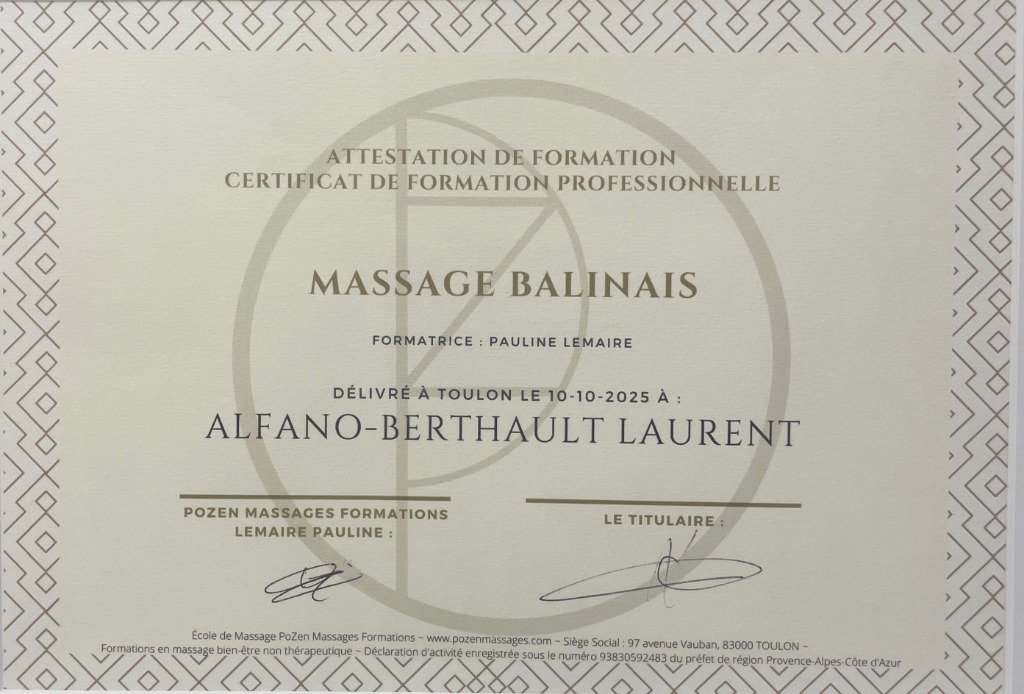 ATTESTATION DE FORMATION
CERTIFICAT DE FORMATION PROFESSIONNELLE
MASSAGE BALINAIS
FORMATRICE : PAULINE LEMAIRE
DÉLIVRÉ À TOULON LE 10-10-2025 À :
ALFANO-BERTHAULT LAURENT
POZEN MASSAGES FORMATIONS
LEMAIRE PAULINE :
LE TITULAIRE :
École de Massage PoZen Massages Formations ~ www.pozenmassages.com ~ Siège Social : 97 avenue Vauban, 83000 TOULON ~
Formations en massage bien-être non thérapeutique ~ Déclaration d'activité enregistrée sous le numéro 93830592483 du préfet de région Provence-Alpes-Côte d'Azur